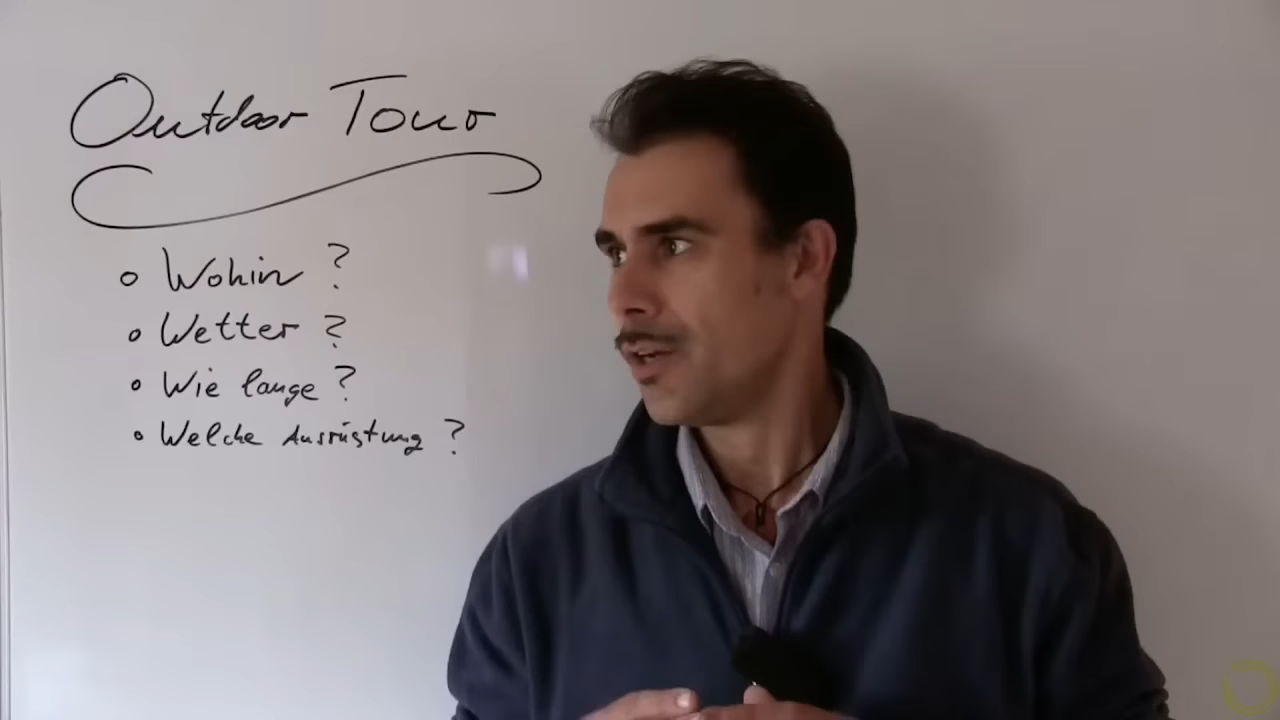 Outdoor Tour
o Wohin ?
o Wetter ?
o Wie lange ?
o Welche Ausrüstung ?